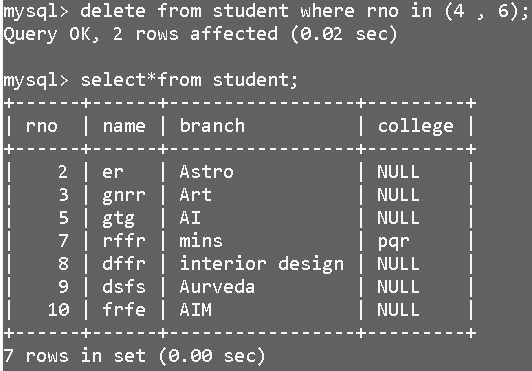 mysql> delete from student where rno in (4 , 6);
Query OK, 2 rows affected (0.02 sec)
mysql> select*from student;
+------+------+-----------------+---------+
| rno  | name | branch          | college |
+------+------+-----------------+---------+
|    2 | er   | Astro           | NULL    |
|    3 | gnrr | Art             | NULL    |
|    5 | gtg  | AI              | NULL    |
|    7 | rffr | mins            | pqr     |
|    8 | dffr | interior design | NULL    |
|    9 | dsfs | Aurveda         | NULL    |
|   10 | frfe | AIM             | NULL    |
+------+------+-----------------+---------+
7 rows in set (0.00 sec)